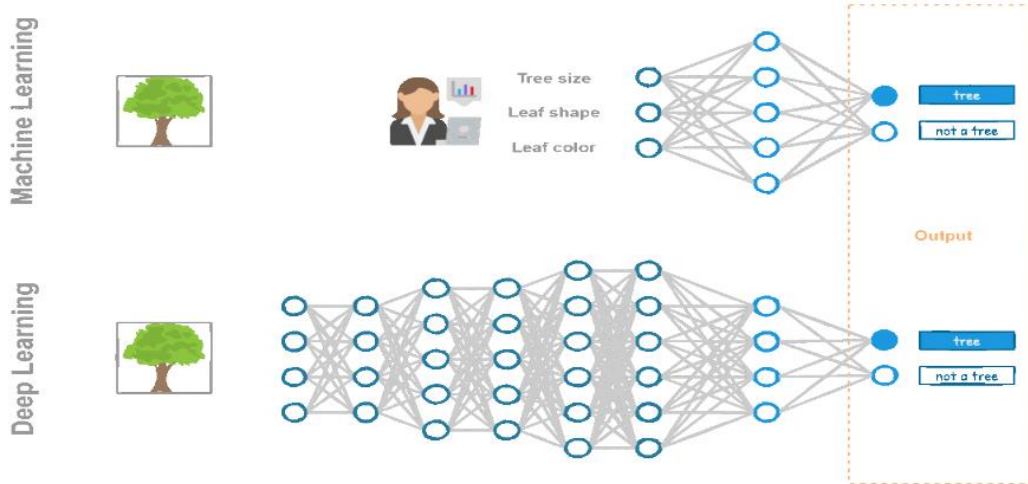 Machine Learning
Tree size
Leaf shape
Leaf color
tree
not a tree
Output
Deep Learning
tree
not a tree